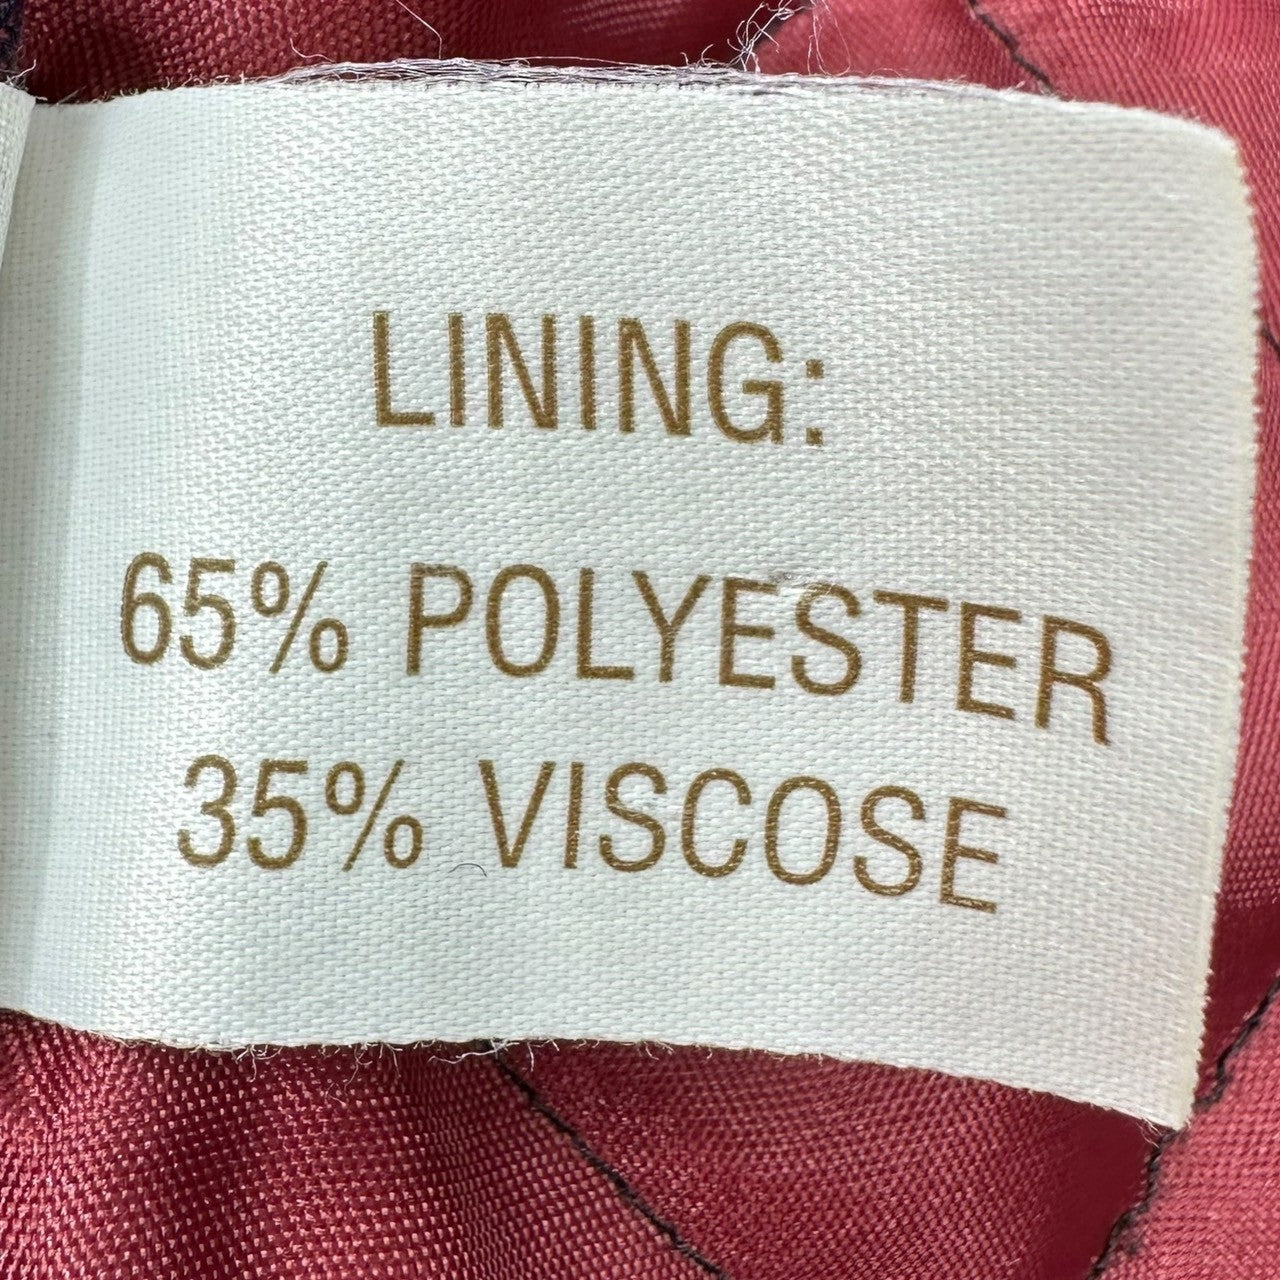 LINING:
65% POLYESTER
35% VISCOSE